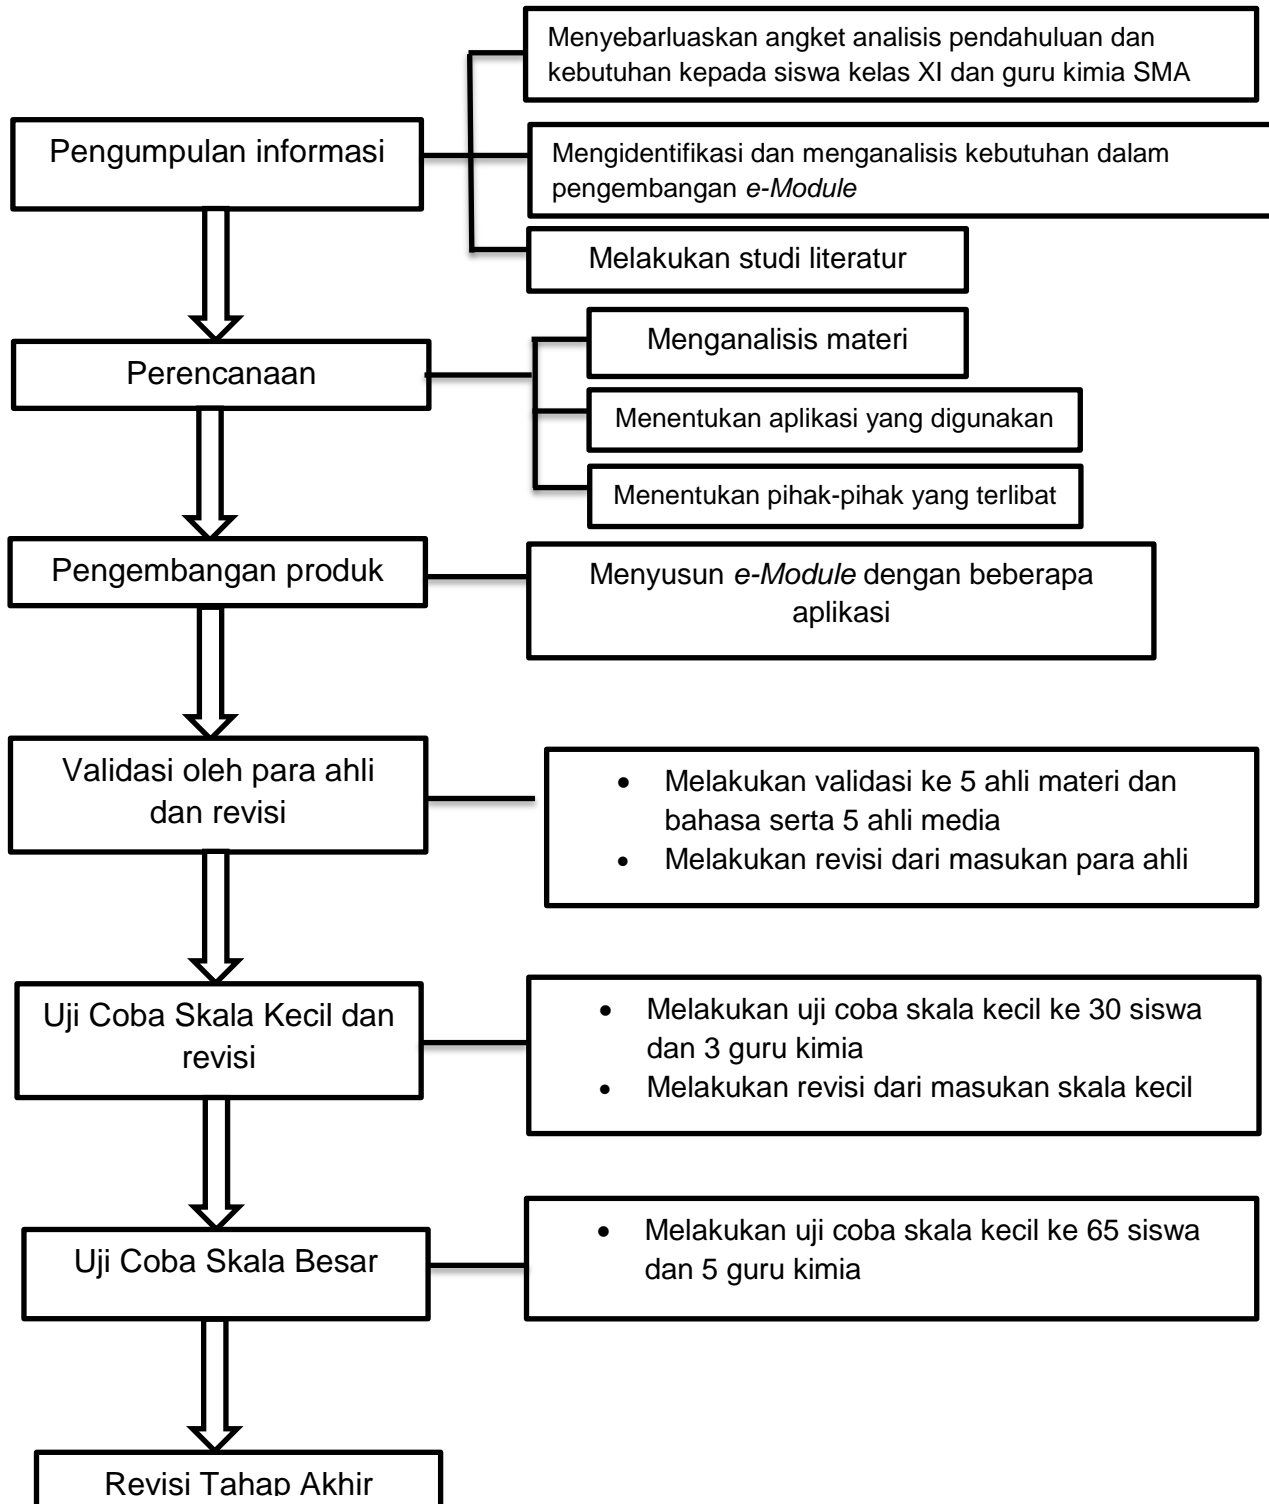 Menyebarluaskan angket analisis pendahuluan dan
kebutuhan kepada siswa kelas XI dan guru kimia SMA
Pengumpulan informasi
Mengidentifikasi dan menganalisis kebutuhan dalam
pengembangan e-Module
Melakukan studi literatur
Menganalisis materi
Perencanaan
Menentukan aplikasi yang digunakan
Menentukan pihak-pihak yang terlibat
Pengembangan produk
Menyusun e-Module dengan beberapa
aplikasi
Validasi oleh para ahli
dan revisi
• Melakukan validasi ke 5 ahli materi dan
bahasa serta 5 ahli media
• Melakukan revisi dari masukan para ahli
Uji Coba Skala Kecil dan
revisi
• Melakukan uji coba skala kecil ke 30 siswa
dan 3 guru kimia
• Melakukan revisi dari masukan skala kecil
Uji Coba Skala Besar
• Melakukan uji coba skala kecil ke 65 siswa
dan 5 guru kimia
Revisi Tahap Akhir